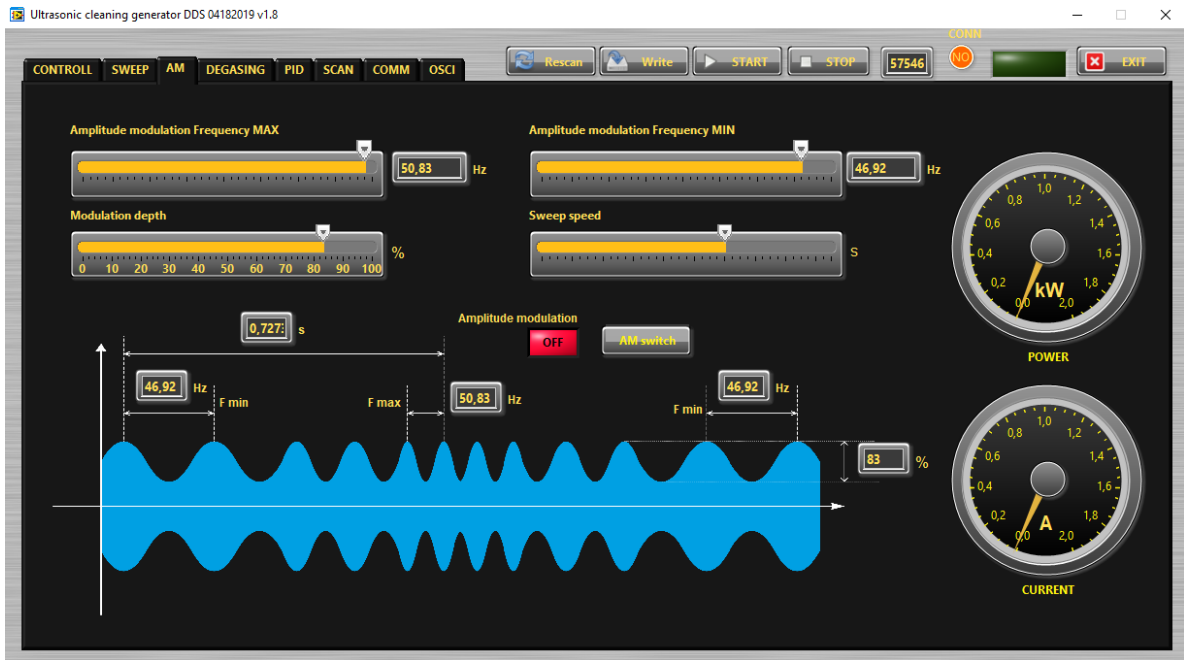 Ultrasonic cleaning generator DDS 04182019 v1.8
CONN
CONTROLL SWEEP AM DEGASING PID SCAN COMM OSCI Rescan Write START STOP 57546 NO EXIT
Amplitude modulation Frequency MAX
50,83 Hz
Amplitude modulation Frequency MIN
46,92 Hz
Modulation depth
0 10 20 30 40 50 60 70 80 90 100 %
Sweep speed
S
0,0 0,2 0,4 0,6 0,8 1,0 1,2 1,4 1,6 1,8 2,0
kW
POWER
Amplitude modulation
OFF AM switch
0,727 s
46,92 Hz
F min
F max
50,83 Hz
46,92 Hz
F min
83 %
0,0 0,2 0,4 0,6 0,8 1,0 1,2 1,4 1,6 1,8 2,0
A
CURRENT